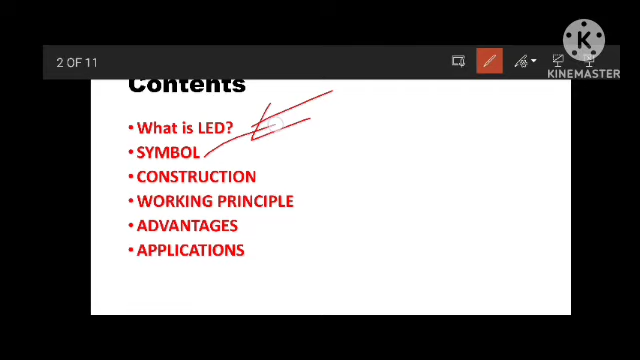 2 OF 11
KINEMASTER
Contents
• What is LED?
• SYMBOL
• CONSTRUCTION
• WORKING PRINCIPLE
• ADVANTAGES
• APPLICATIONS